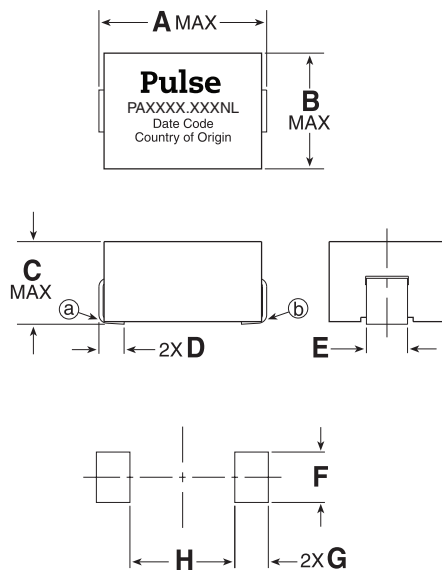 A MAX
Pulse
PAXXXX.XXXNL
Date Code
Country of Origin
B
MAX
C
MAX
a
b
2X D
E
F
H
2X G